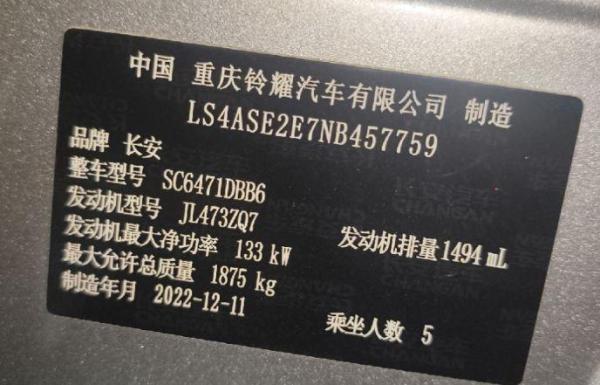 中国 重庆铃耀汽车有限公司 制造
LS4ASE2E7NB457759
品牌 长安
整车型号 SC6471DBB6
发动机型号 JL473ZQ7
发动机最大净功率 133 kW 发动机排量 1494 mL
最大允许总质量 1875 kg
制造年月 2022-12-11 乘坐人数 5